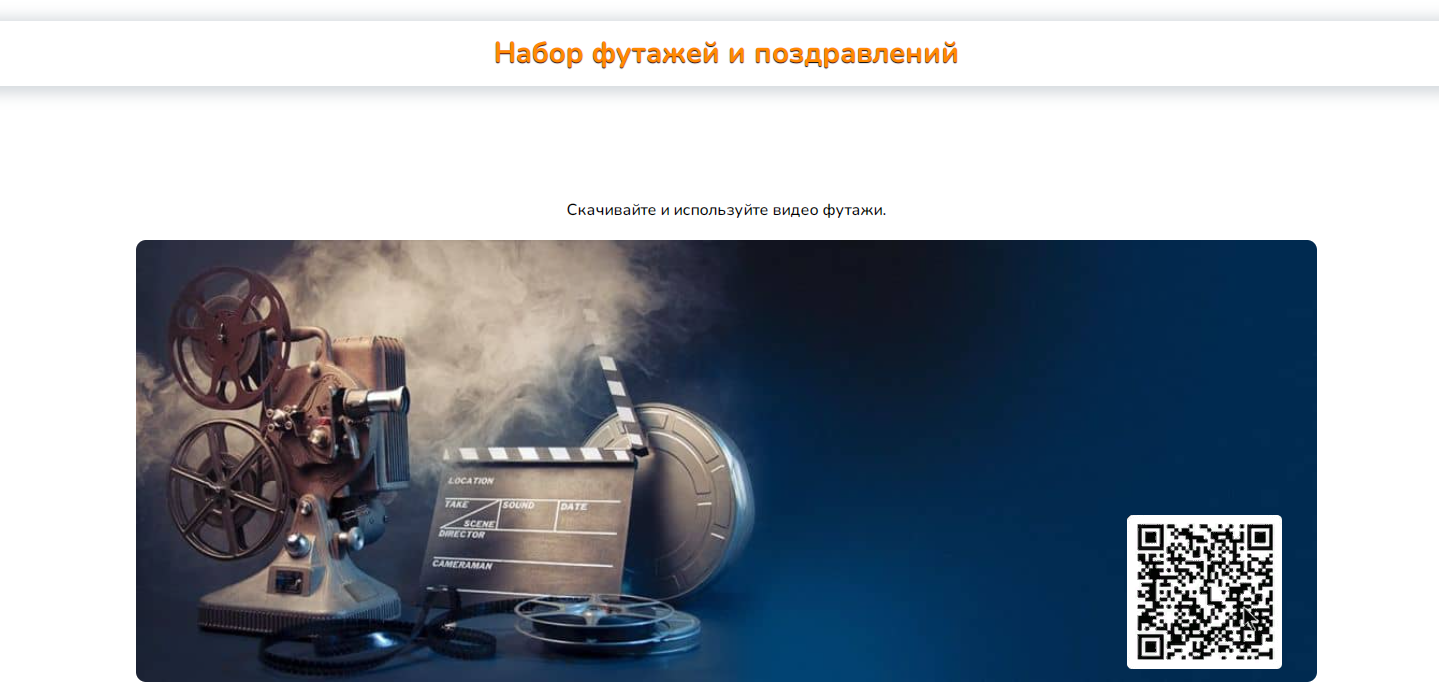 Набор футажей и поздравлений
Скачивайте и используйте видео футажи.
LOCATION
TAKE SOUND DATE
SCENE
DIRECTOR
CAMERAMAN